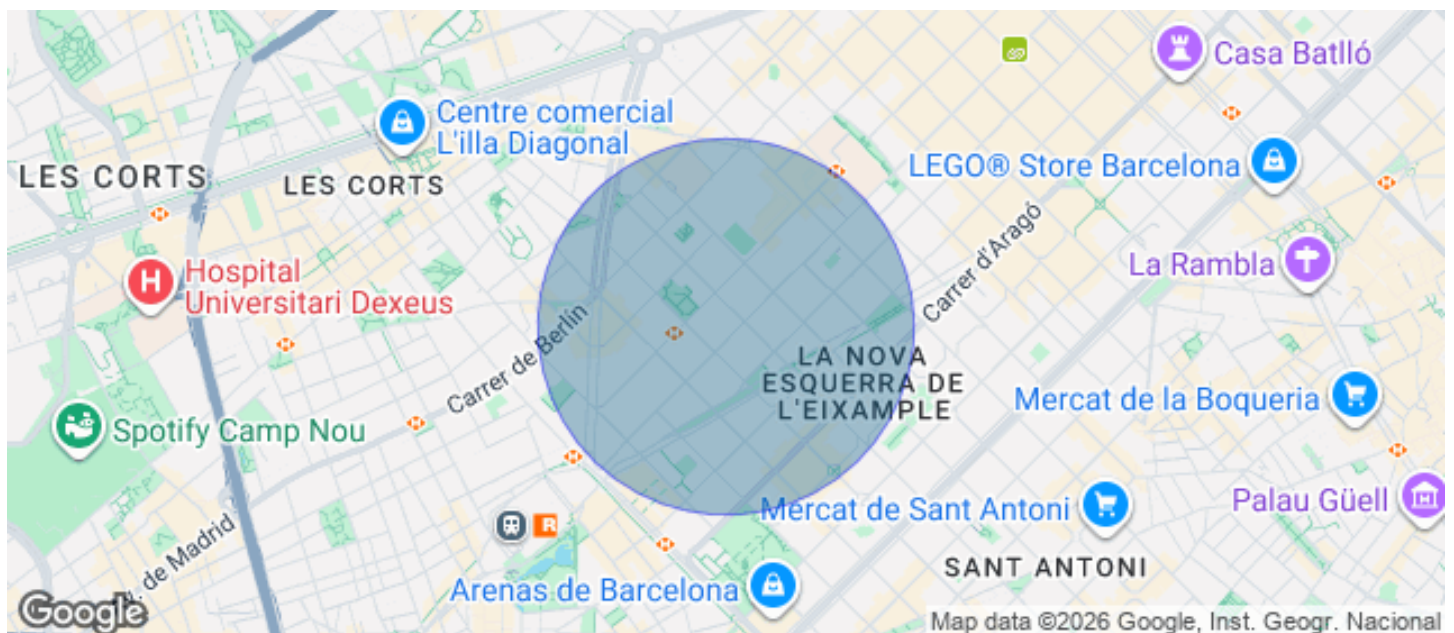 Casa Batlló
Centre comercial
L'illa Diagonal
LES CORTS
LES CORTS
LEGO® Store Barcelona
Carrer d'Aragó
La Rambla
Hospital
Universitari Dexeus
H
Carrer de Berlín
LA NOVA
ESQUERRA DE
L'EIXAMPLE
Mercat de la Boqueria
Spotify Camp Nou
Mercat de Sant Antoni
Palau Güell
R
de Madrid
SANT ANTONI
Arenas de Barcelona
Google
Map data ©2026 Google, Inst. Geogr. Nacional